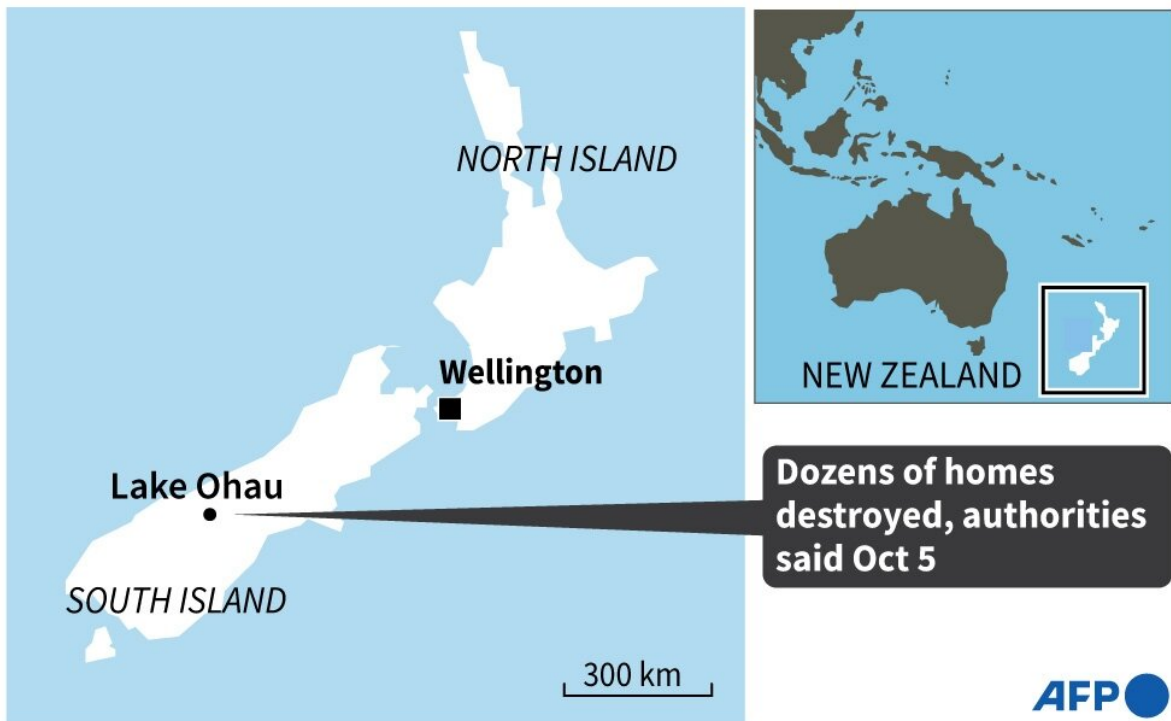 NORTH ISLAND
Wellington
Lake Ohau
SOUTH ISLAND
300 km
NEW ZEALAND
Dozens of homes
destroyed, authorities
said Oct 5
AFP